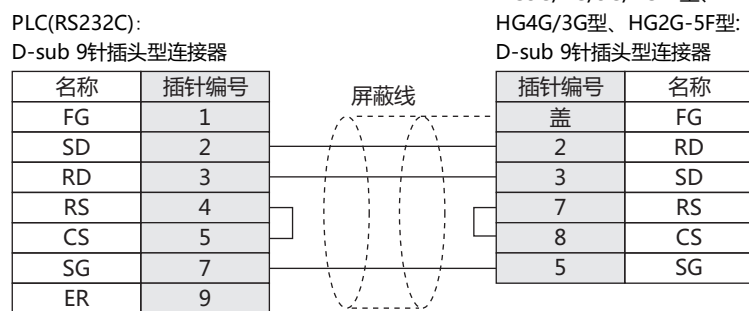 PLC(RS232C):
D-sub 9针插头型连接器
HG4G/3G型、HG2G-5F型:
D-sub 9针插头型连接器
屏蔽线
名称 插针编号
FG 1
SD 2
RD 3
RS 4
CS 5
SG 7
ER 9
插针编号 名称
盖 FG
2 RD
3 SD
7 RS
8 CS
5 SG